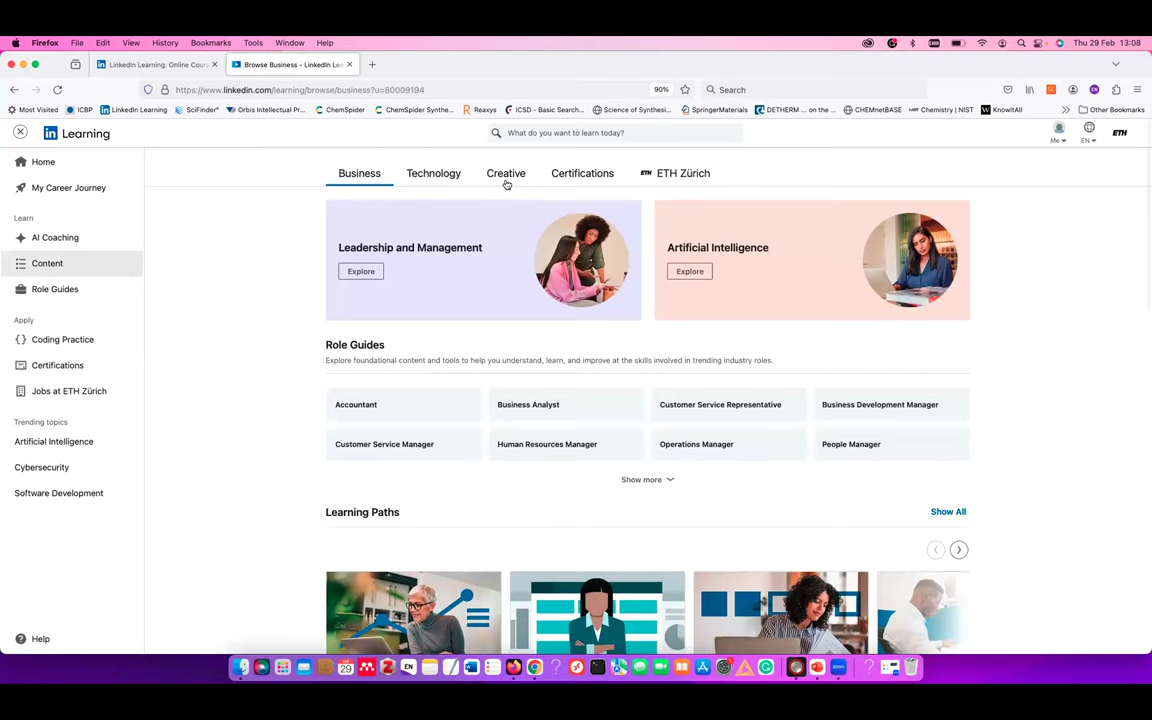 Firefox File Edit View History Bookmarks Tools Window Help Thu 29 Feb 13:08
LinkedIn Learning: Online Cour Browse Business - LinkedIn Lea
https://www.linkedin.com/learning/browse/business?u=80009194 90% Search
Most Visited ICBP LinkedIn Learning SciFinder® Orbis Intellectual Pr... ChemSpider ChemSpider Synthe... Reaxys ICSD - Basic Search... Science of Synthesi... SpringerMaterials DETHERM ... on the ... CHEMnetBASE Chemistry | NIST KnowItAll Other Bookmarks
in Learning What do you want to learn today? Me EN ETH
Home
My Career Journey
Learn
AI Coaching
Content
Role Guides
Apply
Coding Practice
Certifications
Jobs at ETH Zürich
Trending topics
Artificial Intelligence
Cybersecurity
Software Development
Help
Business Technology Creative Certifications ETH ETH Zürich
Leadership and Management
Explore
Artificial Intelligence
Explore
Role Guides
Explore foundational content and tools to help you understand, learn, and improve at the skills involved in trending industry roles.
Accountant Business Analyst Customer Service Representative Business Development Manager
Customer Service Manager Human Resources Manager Operations Manager People Manager
Show more
Learning Paths Show All